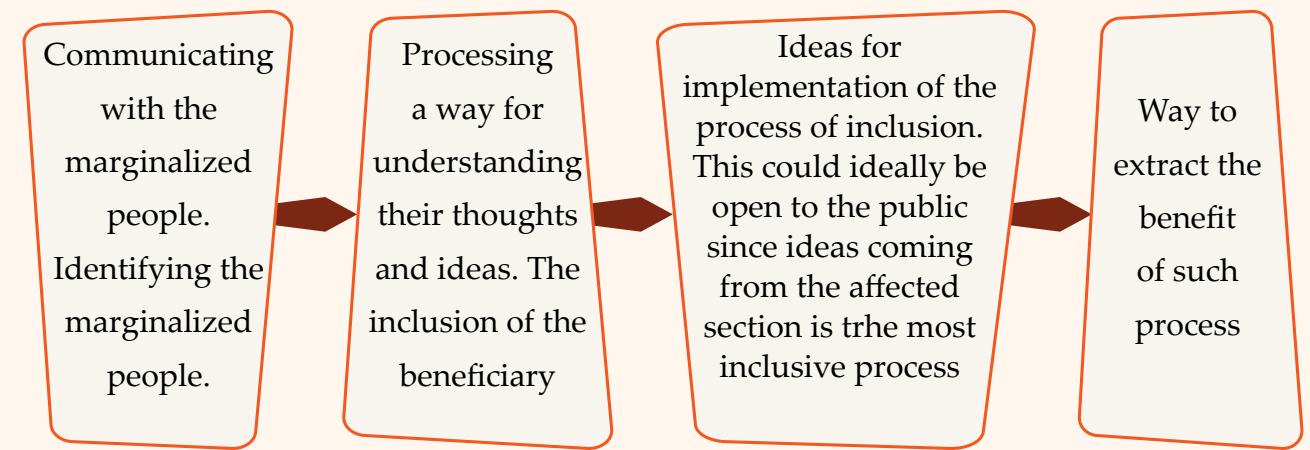 Communicating
with the
marginalized
people.
Identifying the
marginalized
people.
Processing
a way for
understanding
their thoughts
and ideas. The
inclusion of the
beneficiary
Ideas for
implementation of the
process of inclusion.
This could ideally be
open to the public
since ideas coming
from the affected
section is trhe most
inclusive process
Way to
extract the
benefit
of such
process